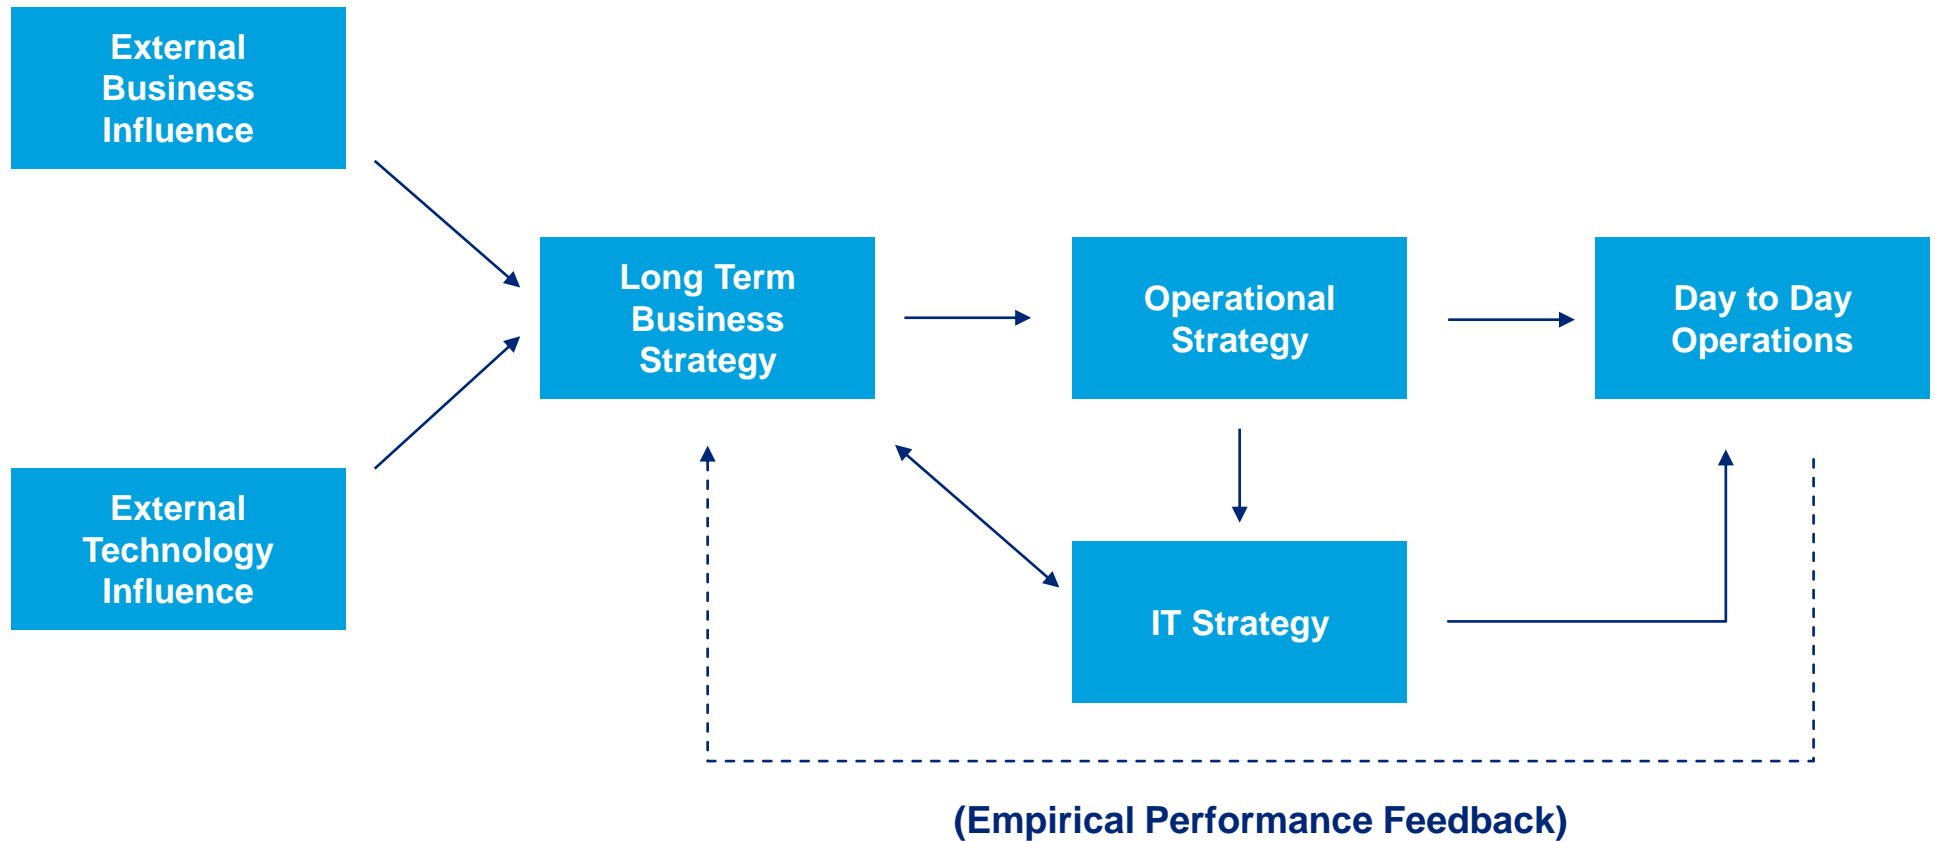 External
Business
Influence
Long Term
Business
Strategy
Operational
Strategy
Day to Day
Operations
External
Technology
Influence
IT Strategy
(Empirical Performance Feedback)